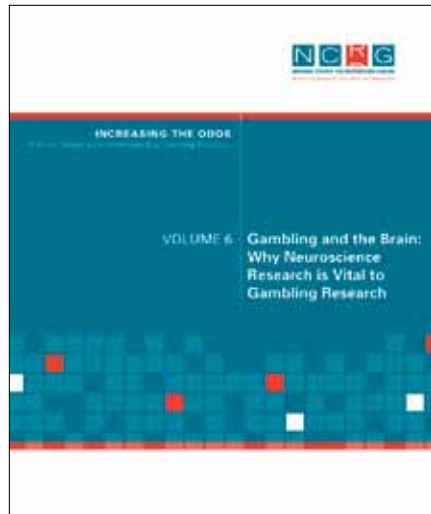 NCRG
INCREASING THE ODDS
VOLUME 6
Gambling and the Brain:
Why Neuroscience
Research is Vital to
Gambling Research